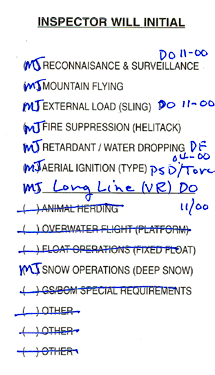 INSPECTOR WILL INITIAL
DO 11-00
(MJ) RECONNAISANCE & SURVEILLANCE
(MJ) MOUNTAIN FLYING
(MJ) EXTERNAL LOAD (SLING) DO 11-00
(MJ) FIRE SUPPRESSION (HELITACK)
(MJ) RETARDANT / WATER DROPPING DF
04-00
(MJ) AERIAL IGNITION (TYPE) PSD/Torc
MJ Long Line (VR) DO
11/00
( ) ANIMAL HERDING
( ) OVERWATER FLIGHT (PLATFORM)
( ) FLOAT OPERATIONS (FIXED FLOAT)
(MJ) SNOW OPERATIONS (DEEP SNOW)
( ) GS/BOM SPECIAL REQUIREMENTS
( ) OTHER
( ) OTHER
( ) OTHER